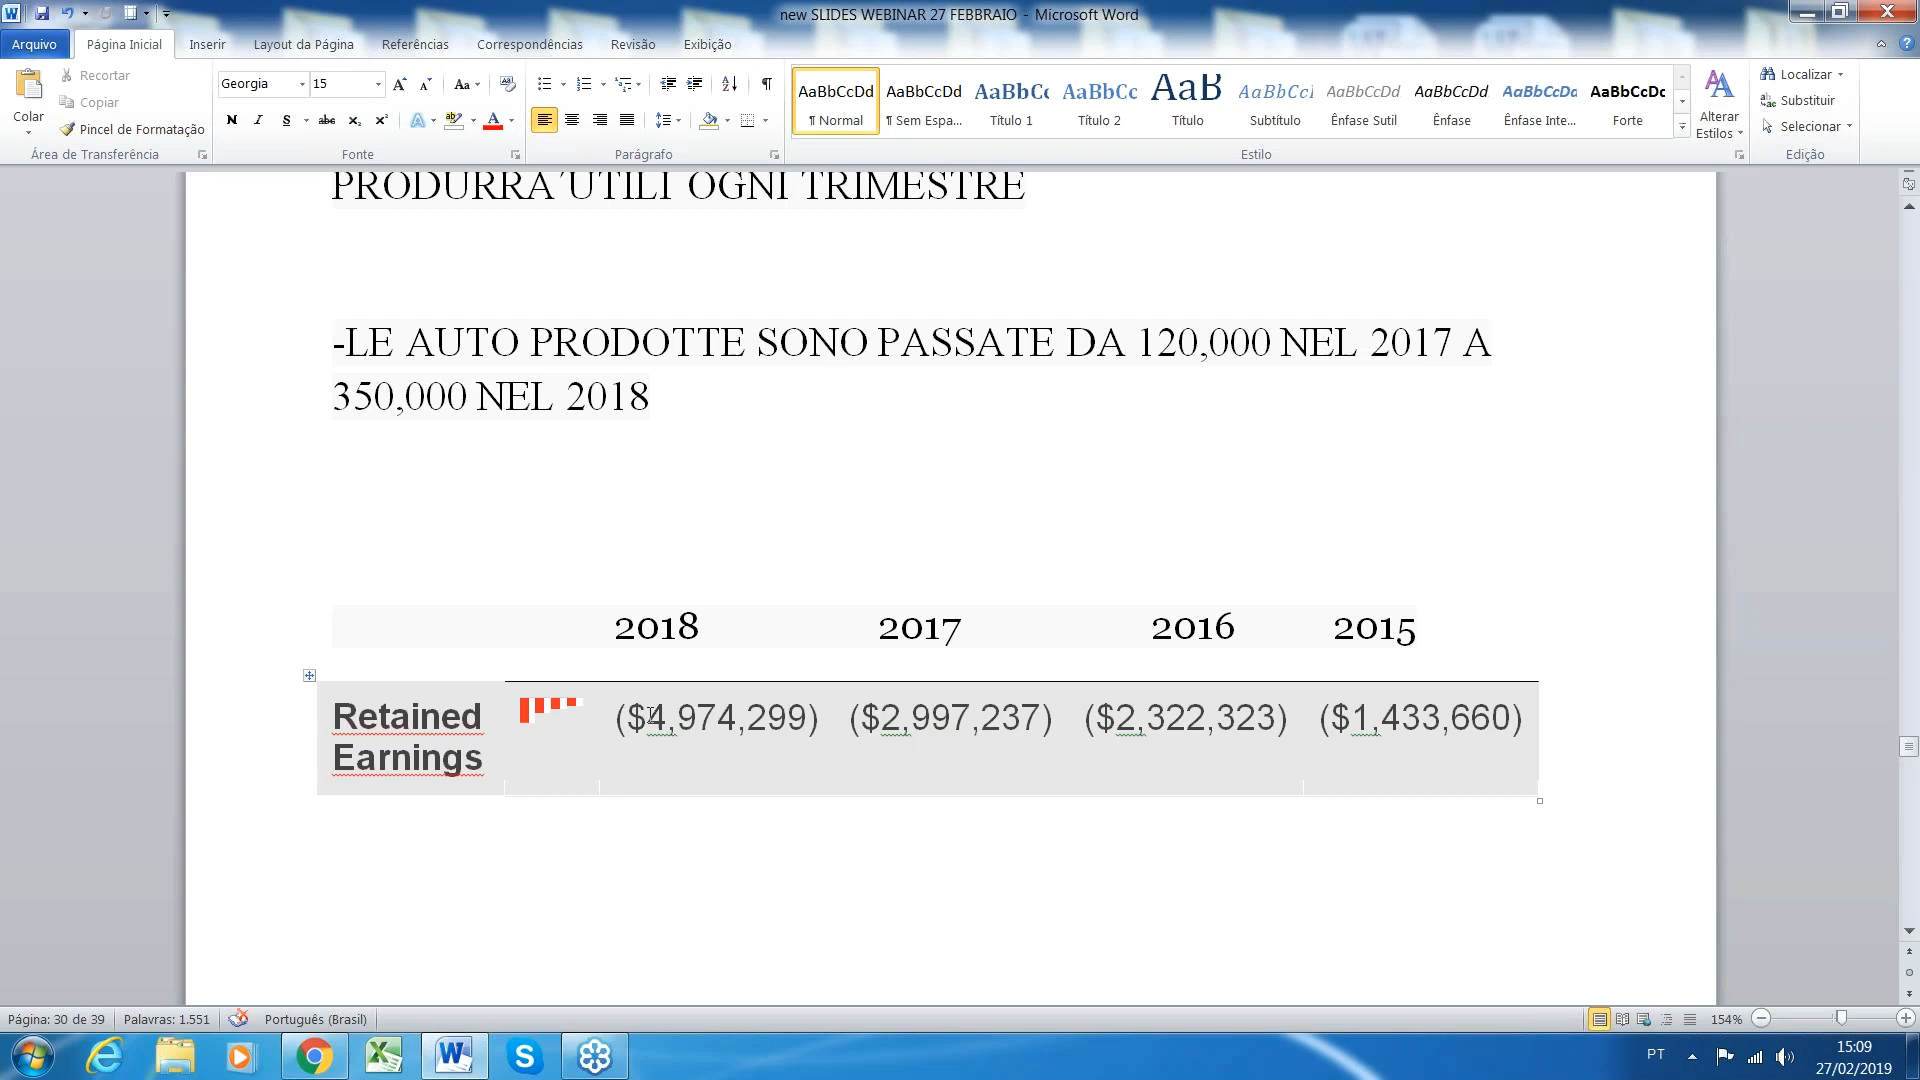 new SLIDES WEBINAR 27 FEBBRAIO - Microsoft Word
Arquivo Página Inicial Inserir Layout da Página Referências Correspondências Revisão Exibição
Colar
Recortar
Copiar
Pincel de Formatação
Área de Transferência
Georgia 15
Fonte
Parágrafo
AaBbCcDd AaBbCcDd AaBbCc AaBbCc AaB AaBbCcI AaBbCcDd AaBbCcDd AaBbCcDd AaBbCcDc
¶ Normal ¶ Sem Espa... Título 1 Título 2 Título Subtítulo Ênfase Sutil Ênfase Ênfase Inte... Forte
Estilo
Alterar
Estilos
Localizar
Substituir
Selecionar
Edição
PRODURRA´UTILI OGNI TRIMESTRE
-LE AUTO PRODOTTE SONO PASSATE DA 120,000 NEL 2017 A
350,000 NEL 2018
2018 2017 2016 2015
Retained ($4,974,299) ($2,997,237) ($2,322,323) ($1,433,660)
Earnings
Página: 30 de 39 Palavras: 1.551 Português (Brasil) 154%
PT 15:09
27/02/2019